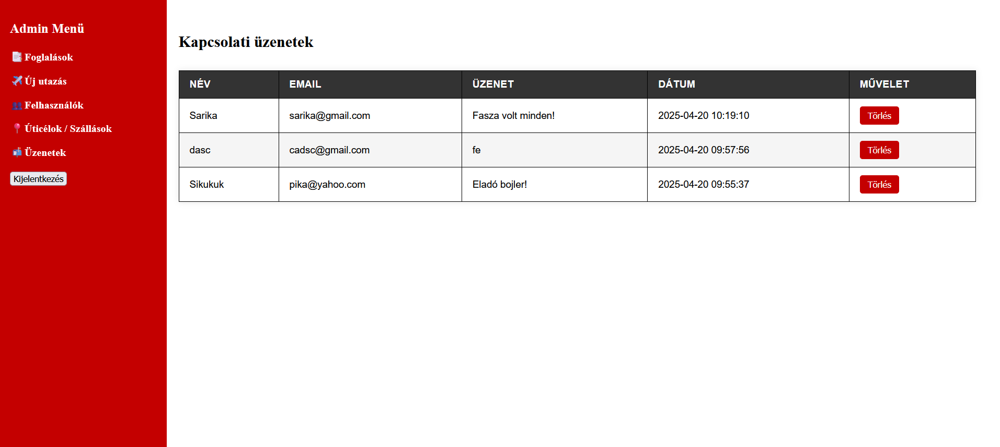 Admin Menü
Foglalások
Új utazás
Felhasználók
Úticélok / Szállások
Üzenetek
Kijelentkezés
Kapcsolati üzenetek
NÉV EMAIL ÜZENET DÁTUM MŰVELET
Sarika sarika@gmail.com Fasza volt minden! 2025-04-20 10:19:10 Törlés
dasc cadsc@gmail.com fe 2025-04-20 09:57:56 Törlés
Sikukuk pika@yahoo.com Eladó bojler! 2025-04-20 09:55:37 Törlés